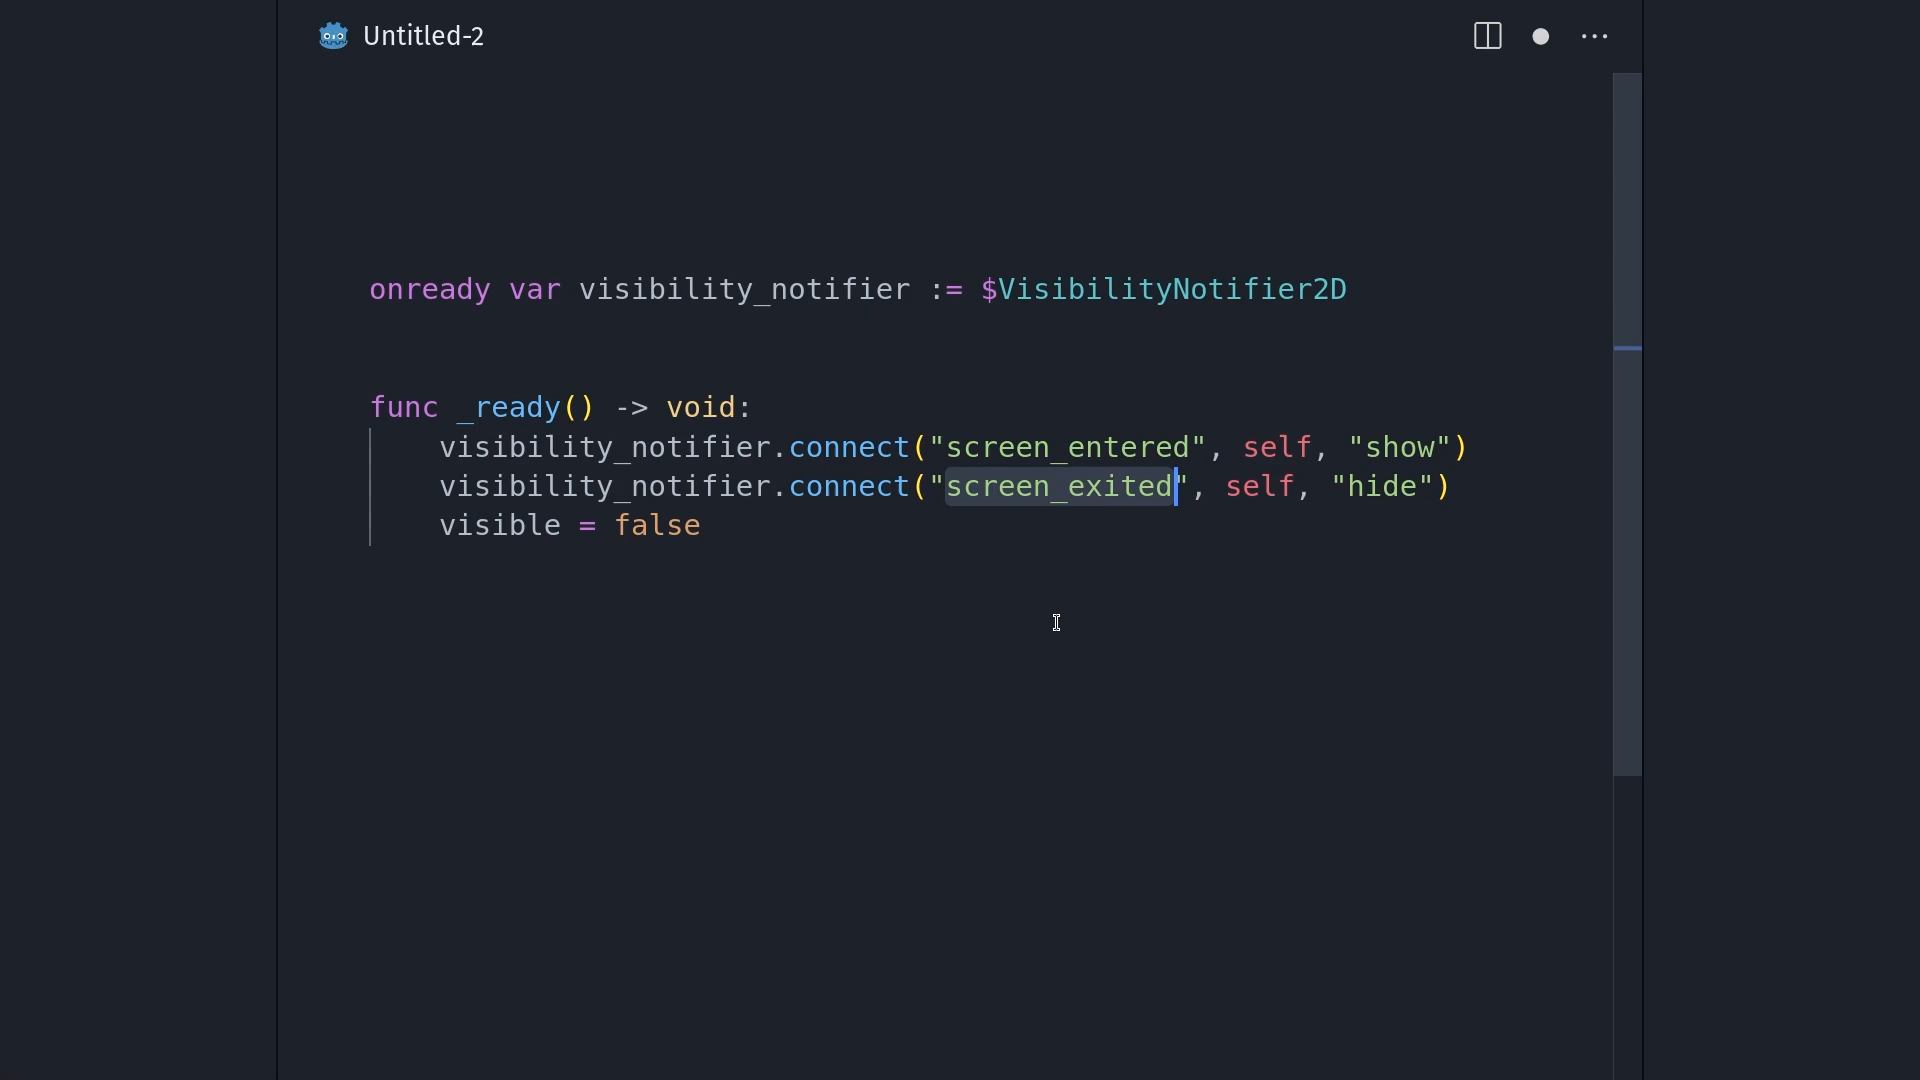 Untitled-2
onready var visibility_notifier := $VisibilityNotifier2D
func _ready() -> void:
visibility_notifier.connect("screen_entered", self, "show")
visibility_notifier.connect("screen_exited", self, "hide")
visible = false